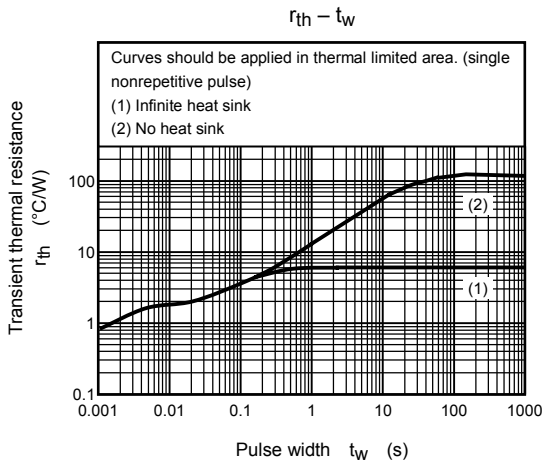 rth – tw
Curves should be applied in thermal limited area. (single
nonrepetitive pulse)
(1) Infinite heat sink
(2) No heat sink
Transient thermal resistance
rth (°C/W)
100
10
1
0.1
(2)
(1)
0.001
0.01
0.1
1
10
100
1000
Pulse width tw (s)